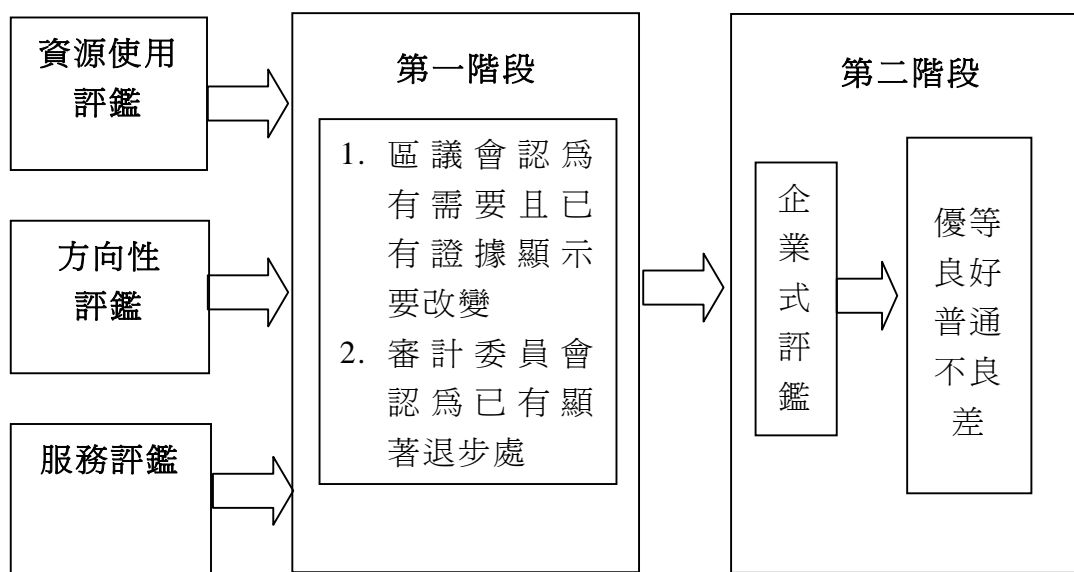 資源使用
評鑑
方向性
評鑑
服務評鑑
第一階段
1. 區議會認爲
有需要且已
有證據顯示
要改變
2. 審計委員會
認爲已有顯
著退步處
第二階段
企業式評鑑
優等
良好
普通
不良
差